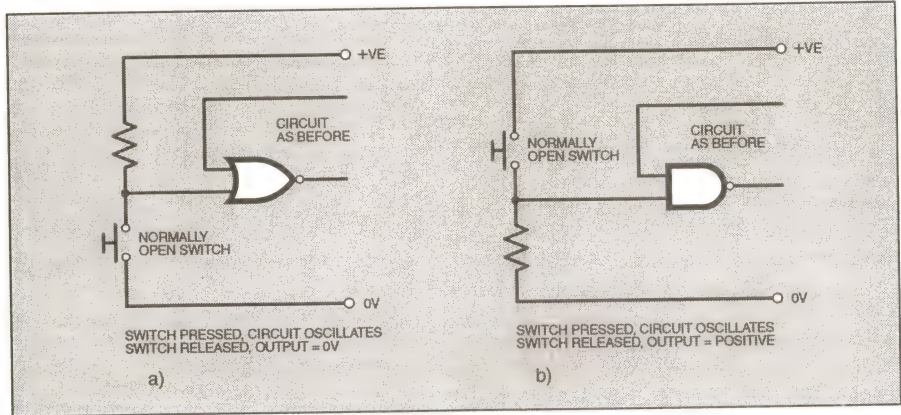 +VE
CIRCUIT
AS BEFORE
NORMALLY
OPEN SWITCH
0V
SWITCH PRESSED, CIRCUIT OSCILLATES
SWITCH RELEASED, OUTPUT = 0V
a)
+VE
NORMALLY
OPEN SWITCH
CIRCUIT
AS BEFORE
0V
SWITCH PRESSED, CIRCUIT OSCILLATES
SWITCH RELEASED, OUTPUT = POSITIVE
b)